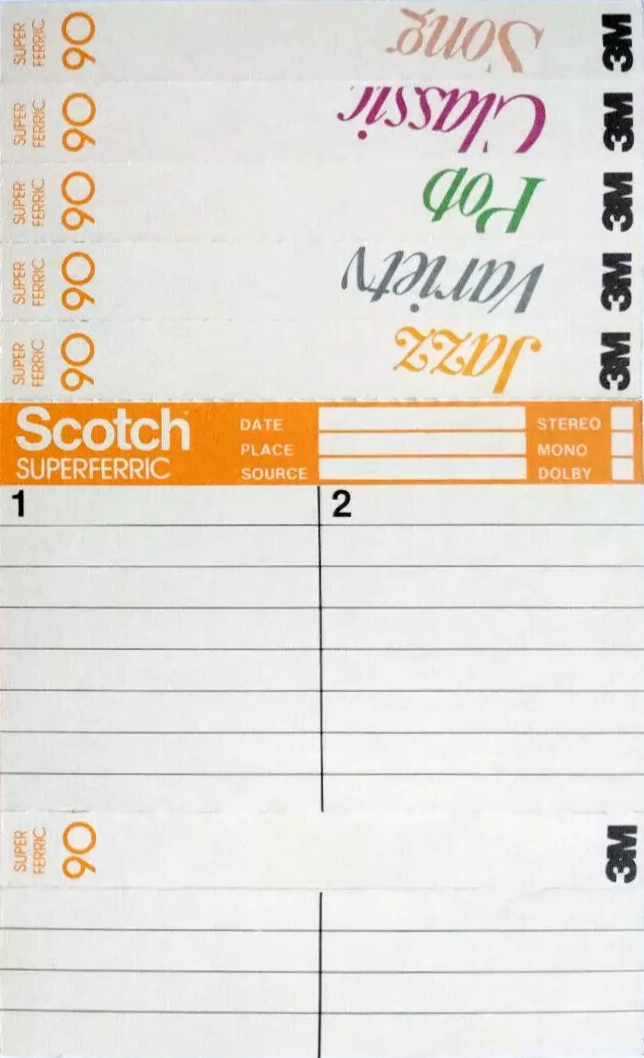 SUPER FERRIC 90 Song 3M
SUPER FERRIC 90 Classic 3M
SUPER FERRIC 90 Pop 3M
SUPER FERRIC 90 Variety 3M
SUPER FERRIC 90 Jazz 3M
Scotch
SUPERFERRIC
DATE STEREO
PLACE MONO
SOURCE DOLBY
1 2
SUPER FERRIC 90 3M